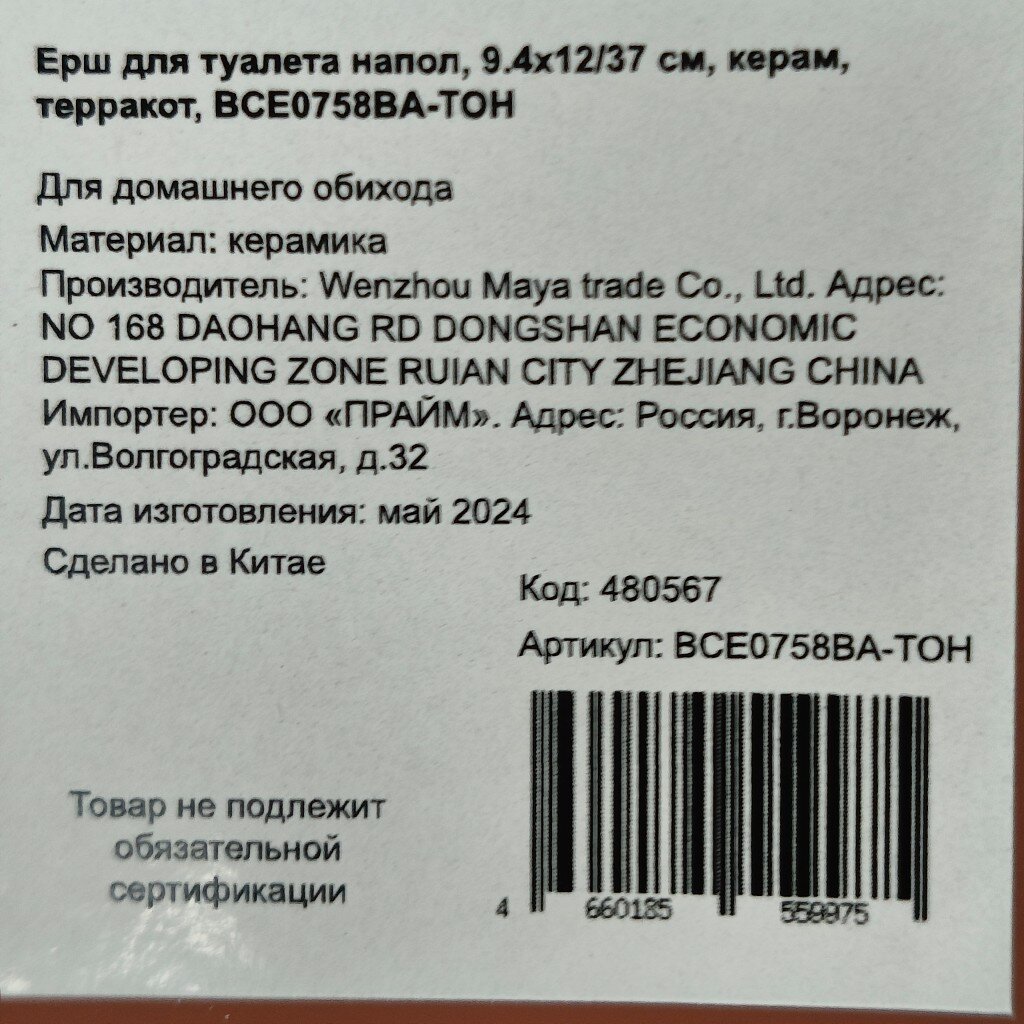 Ерш для туалета напол, 9.4х12/37 см, керам,
терракот, BCE0758BA-TOH
Для домашнего обихода
Материал: керамика
Производитель: Wenzhou Maya trade Co., Ltd. Адрес:
NO 168 DAOHANG RD DONGSHAN ECONOMIC
DEVELOPING ZONE RUIAN CITY ZHEJIANG CHINA
Импортер: ООО «ПРАЙМ». Адрес: Россия, г.Воронеж,
ул.Волгоградская, д.32
Дата изготовления: май 2024
Сделано в Китае
Код: 480567
Артикул: BCE0758BA-TOH
Товар не подлежит
обязательной
сертификации
4 660185 559975